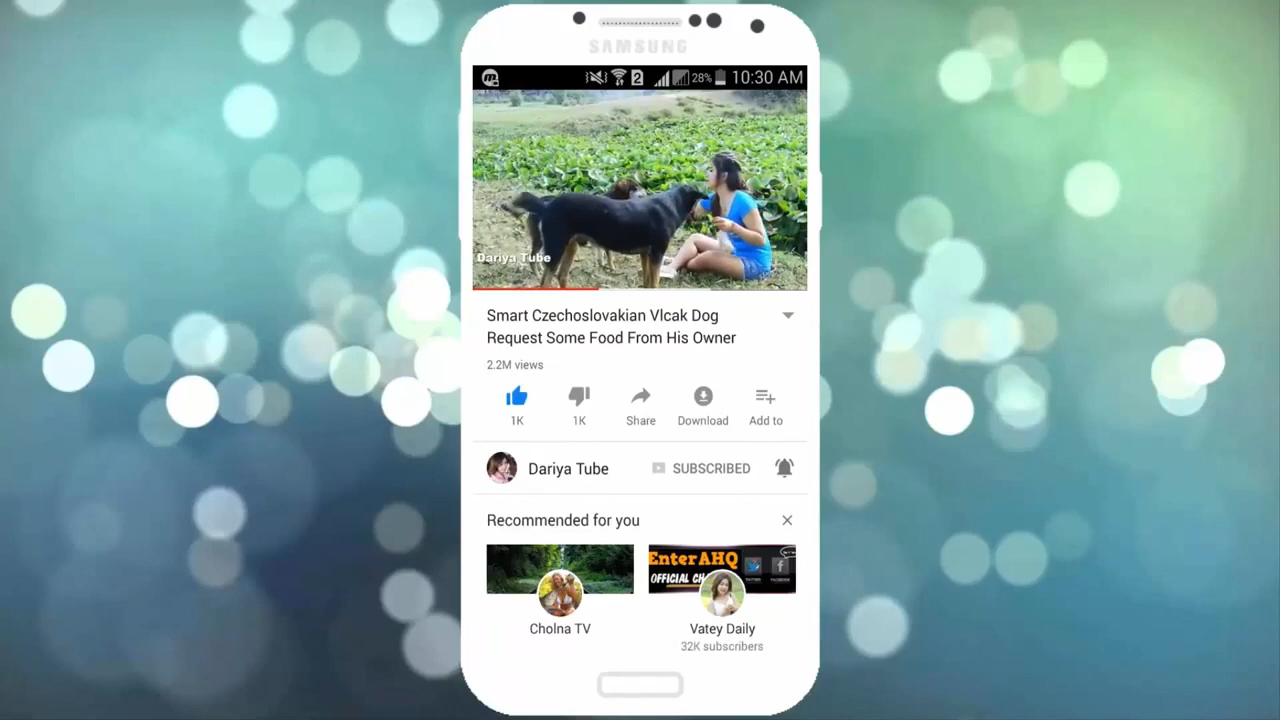 SAMSUNG
2 28% 10:30 AM
Dariya Tube
Smart Czechoslovakian Vlcak Dog
Request Some Food From His Owner
2.2M views
1K 1K Share Download Add to
Dariya Tube SUBSCRIBED
Recommended for you
EnterAHQ
OFFICIAL
Cholna TV Vatey Daily
32K subscribers